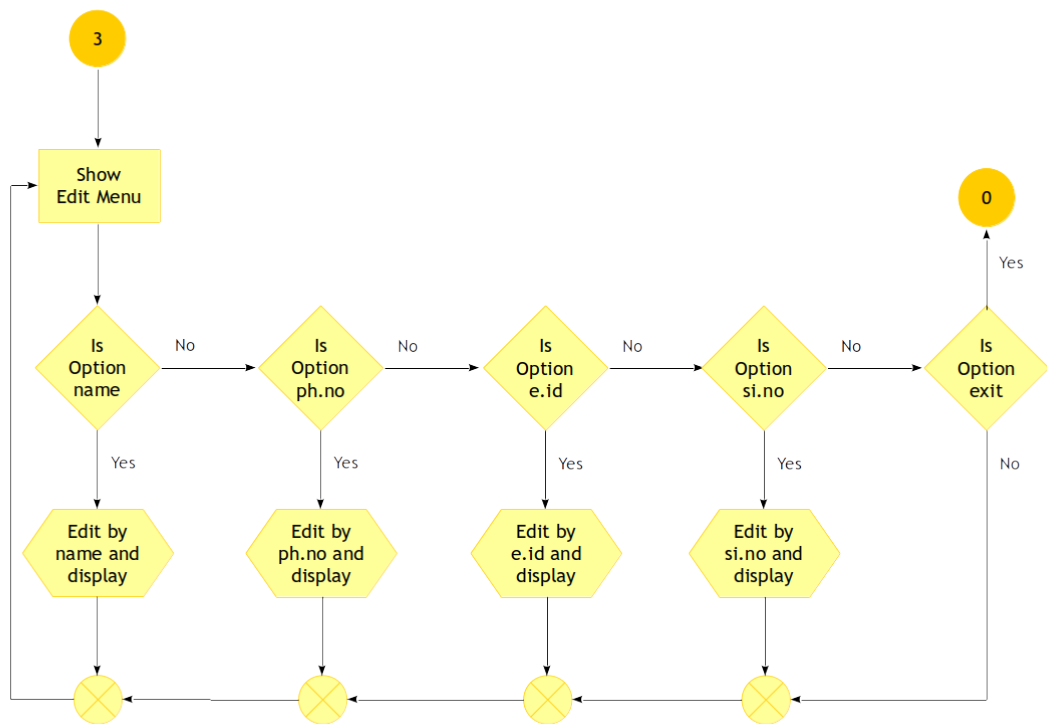 3
Show
Edit Menu
0
Yes
Is
Option
name
No
Is
Option
ph.no
No
Is
Option
e.id
No
Is
Option
si.no
No
Is
Option
exit
Yes
Yes
Yes
Yes
No
Edit by
name and
display
Edit by
ph.no and
display
Edit by
e.id and
display
Edit by
si.no and
display